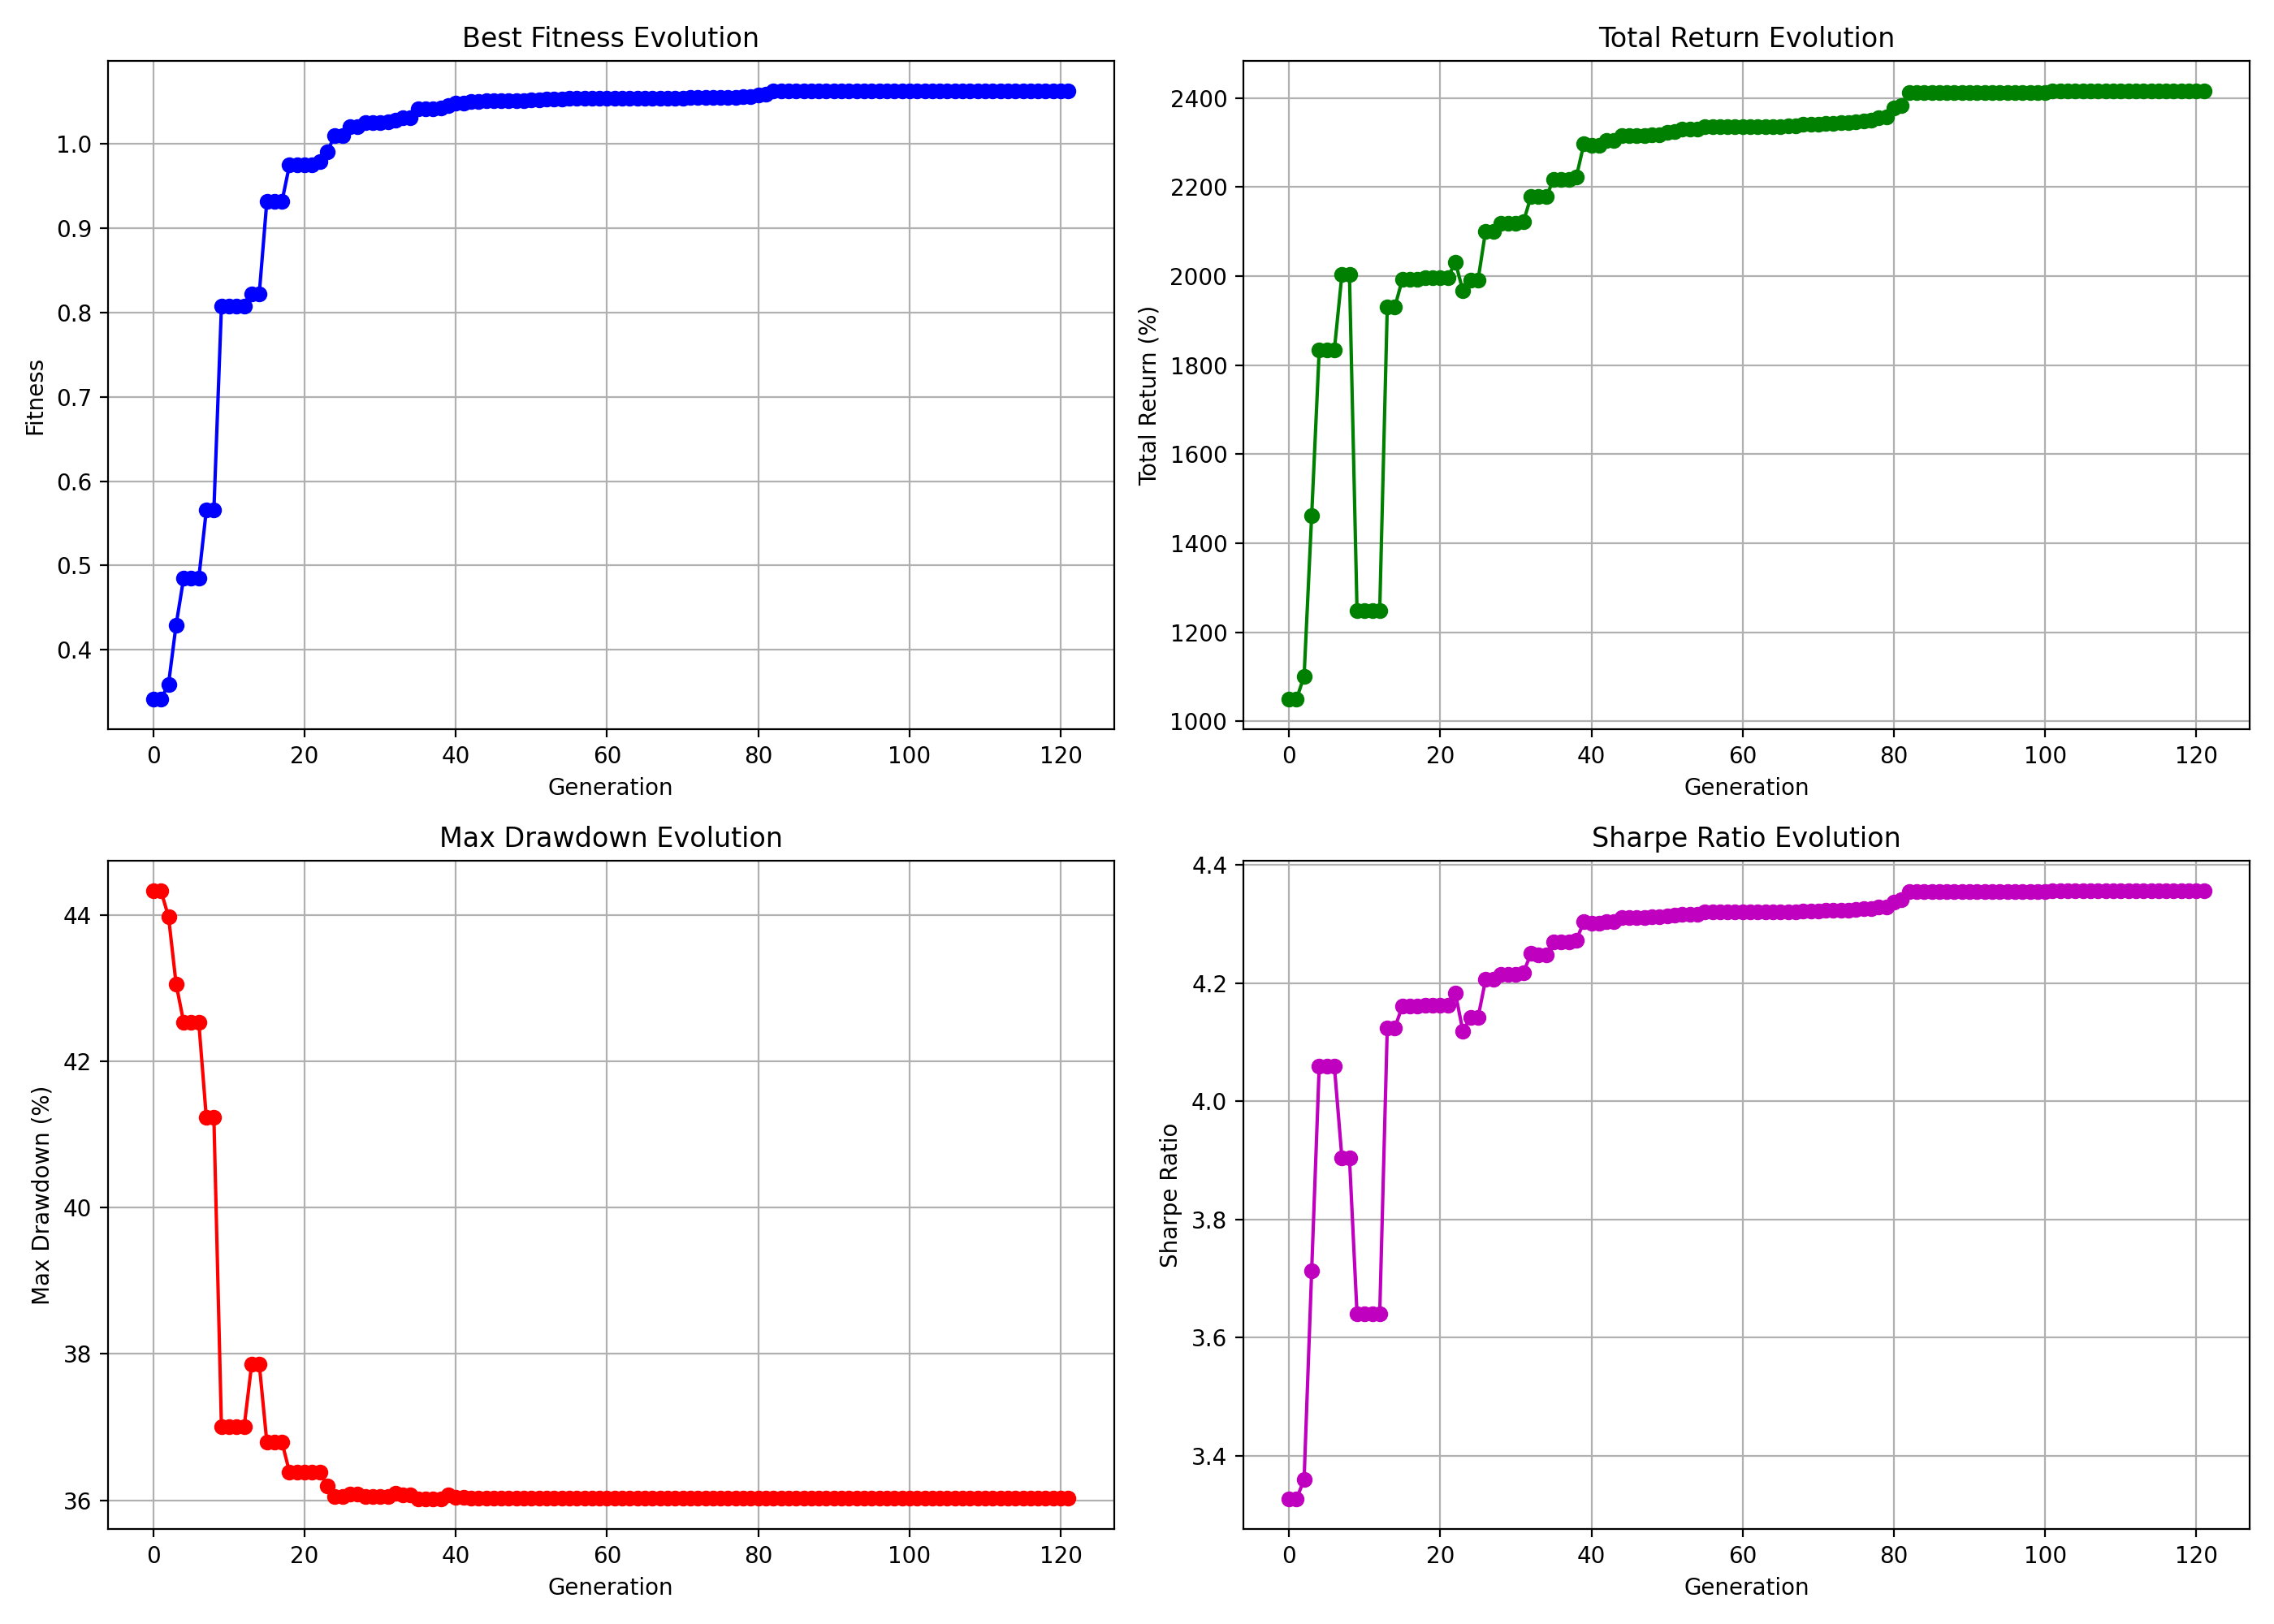 Best Fitness Evolution
Fitness
1.0
0.9
0.8
0.7
0.6
0.5
0.4
0 20 40 60 80 100 120
Generation
Total Return Evolution
Total Return (%)
2400
2200
2000
1800
1600
1400
1200
1000
0 20 40 60 80 100 120
Generation
Max Drawdown Evolution
Max Drawdown (%)
44
42
40
38
36
0 20 40 60 80 100 120
Generation
Sharpe Ratio Evolution
Sharpe Ratio
4.4
4.2
4.0
3.8
3.6
3.4
0 20 40 60 80 100 120
Generation